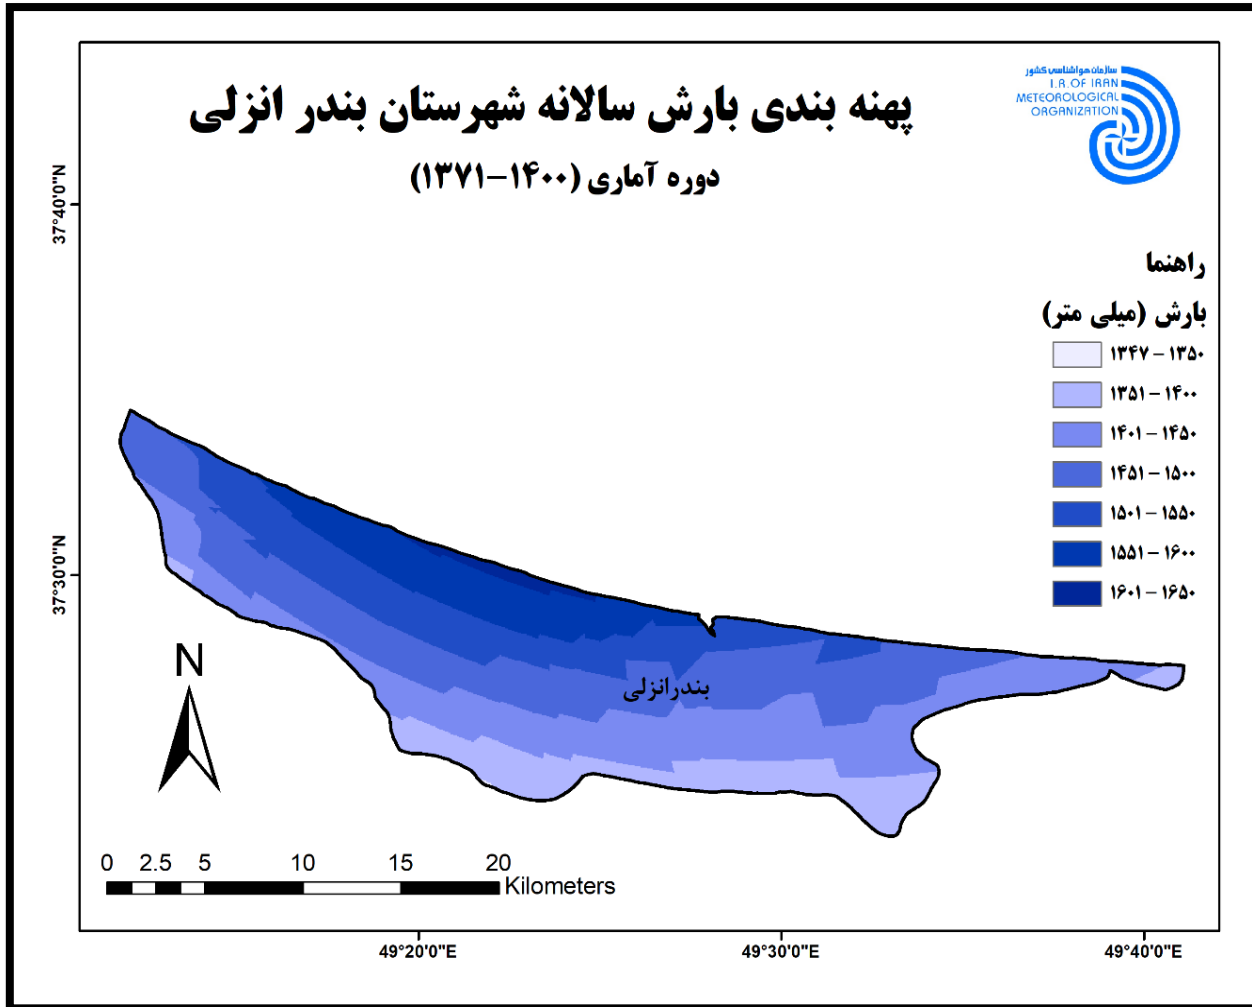 سازمان هواشناسی کشور
I.R.OF IRAN
METEOROLOGICAL
ORGANIZATION
پهنه بندی بارش سالانه شهرستان بندر انزلی
دوره آماری (۱۴۰۰-۱۳۷۱)
راهنما
بارش (میلی متر)
۱۳۴۷ – ۱۳۵۰
۱۳۵۱ – ۱۴۰۰
۱۴۰۱ – ۱۴۵۰
۱۴۵۱ – ۱۵۰۰
۱۵۰۱ – ۱۵۵۰
۱۵۵۱ – ۱۶۰۰
۱۶۰۱ – ۱۶۵۰
37°40'0"N
37°30'0"N
بندرانزلی
N
0 2.5 5 10 15 20
Kilometers
49°20'0"E 49°30'0"E 49°40'0"E